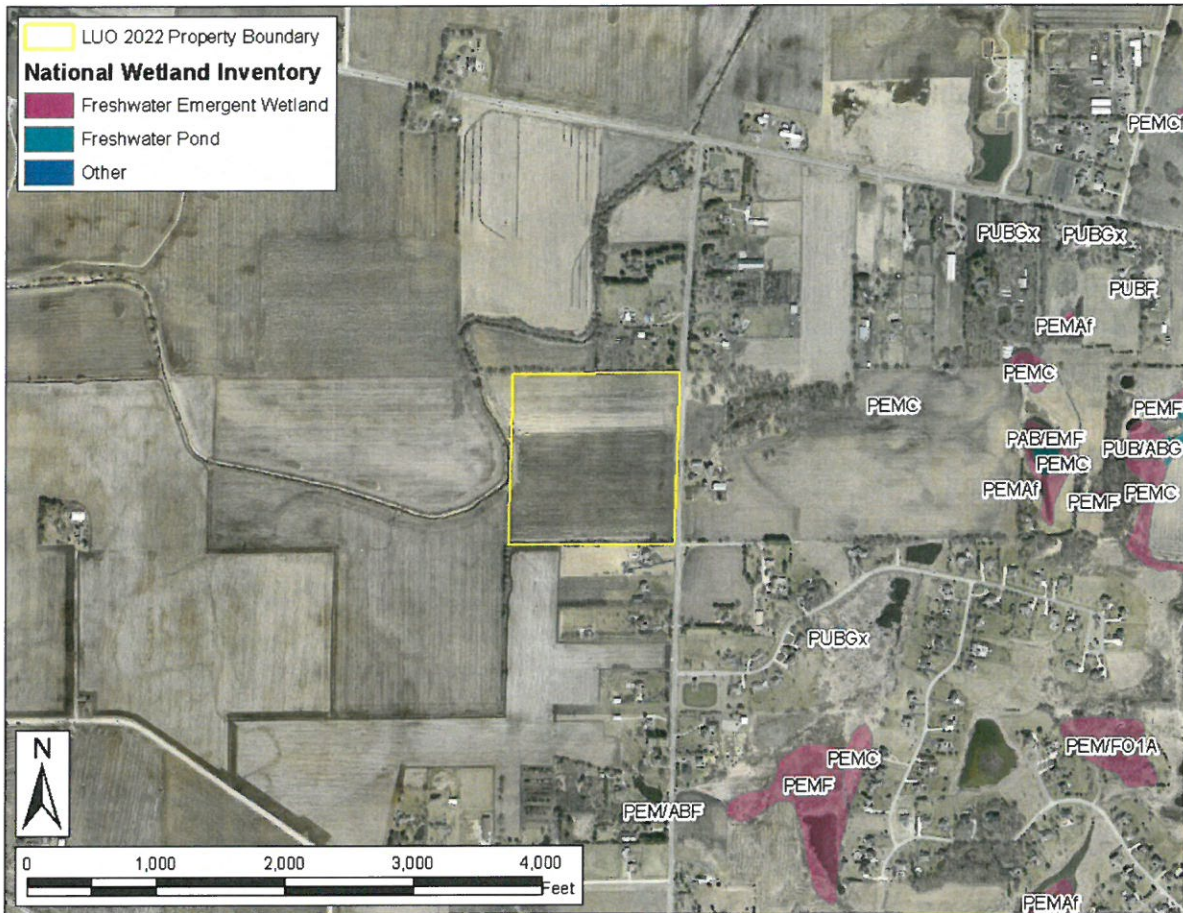 LUO 2022 Property Boundary
National Wetland Inventory
Freshwater Emergent Wetland
Freshwater Pond
Other
PEMCf
PUBGx PUBGx
PUBF
PEMAf
PEMC
PEMC
PEMF
PAB/EMF
PUB/ABG
PEMC
PEMAf
PEMF
PEMC
PUBGx
PEM/FO1A
PEMC
PEMF
PEM/ABF
PEMAf
N
0 1,000 2,000 3,000 4,000
Feet